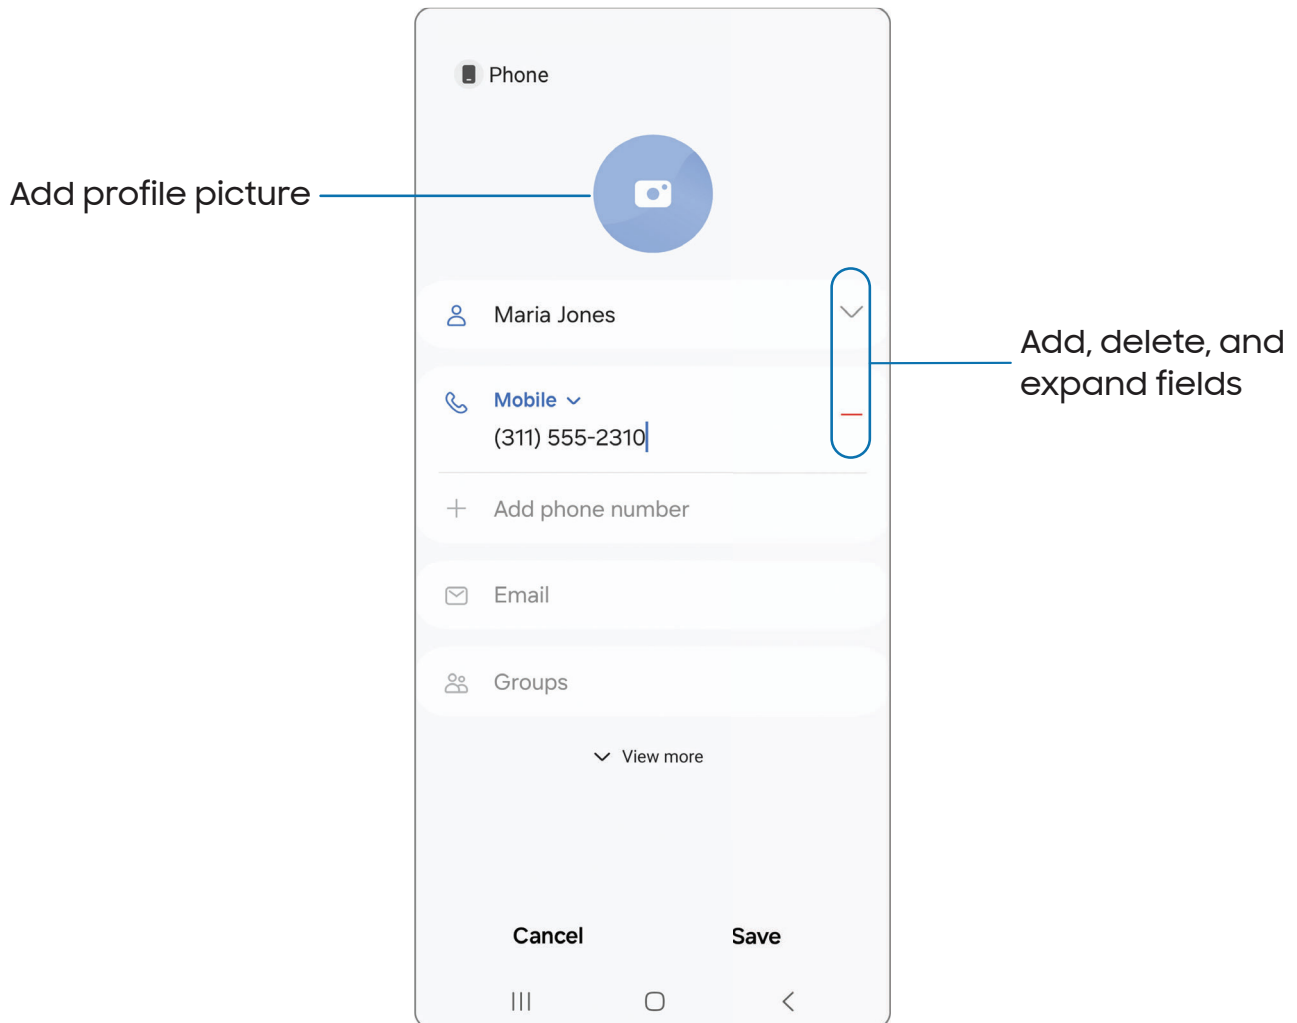 Phone
Add profile picture
Maria Jones
Add, delete, and
expand fields
Mobile
(311) 555-2310
Add phone number
Email
Groups
View more
Cancel
Save